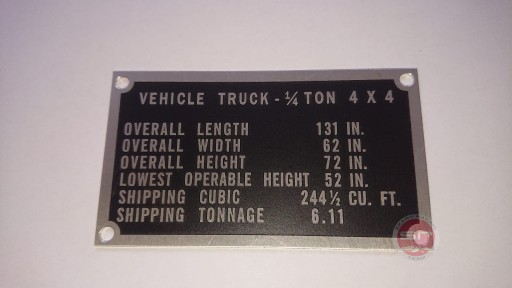 VEHICLE TRUCK - ¼ TON 4 X 4
OVERALL LENGTH 131 IN.
OVERALL WIDTH 62 IN.
OVERALL HEIGHT 72 IN.
LOWEST OPERABLE HEIGHT 52 IN.
SHIPPING CUBIC 244½ CU. FT.
SHIPPING TONNAGE 6.11